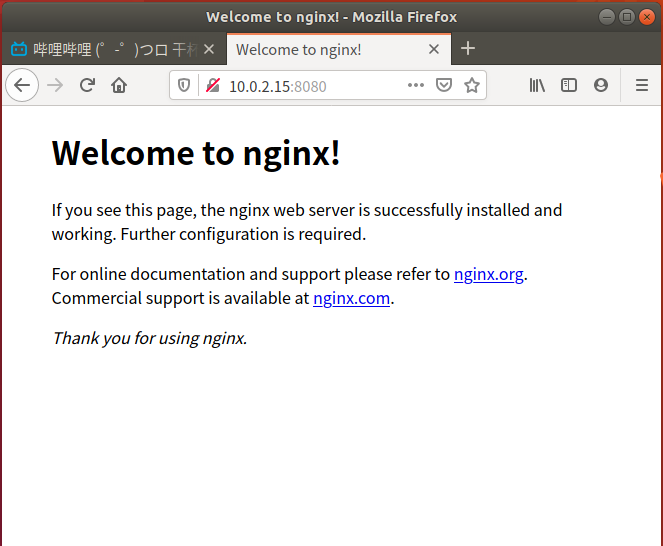 Welcome to nginx! - Mozilla Firefox
哔哩哔哩 (゜-゜)つロ 干
Welcome to nginx!
10.0.2.15:8080
Welcome to nginx!
If you see this page, the nginx web server is successfully installed and
working. Further configuration is required.
For online documentation and support please refer to nginx.org.
Commercial support is available at nginx.com.
Thank you for using nginx.